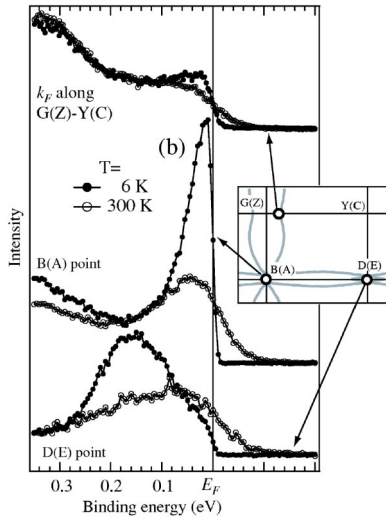 k_F along
G(Z)-Y(C)
(b)
T=
6 K
300 K
G(Z)
Y(C)
B(A)
D(E)
B(A) point
D(E) point
Intensity
0.3 0.2 0.1 E_F
Binding energy (eV)